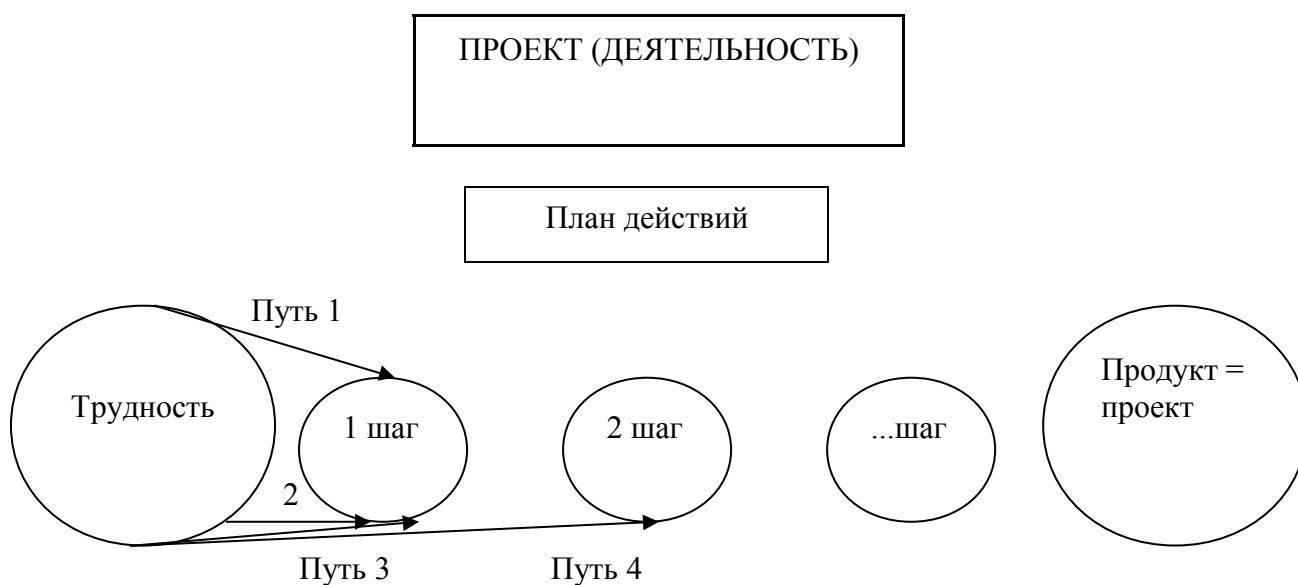 ПРОЕКТ (ДЕЯТЕЛЬНОСТЬ)
План действий
Путь 1
Трудность
1 шаг
2 шаг
...шаг
Продукт =
проект
2
Путь 3
Путь 4